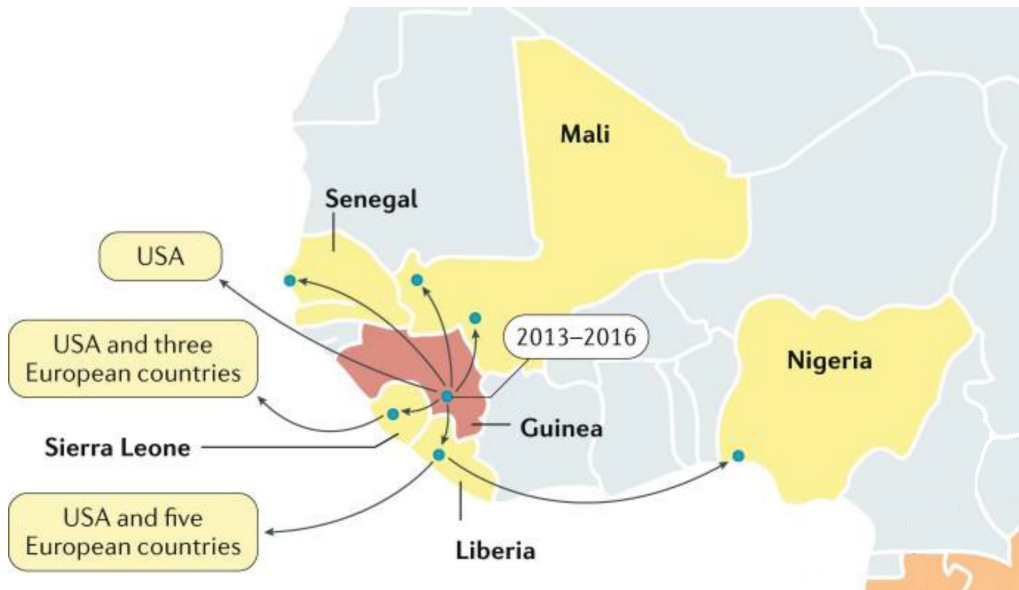 Mali
Senegal
USA
USA and three
European countries
2013–2016
Nigeria
Guinea
Sierra Leone
USA and five
European countries
Liberia